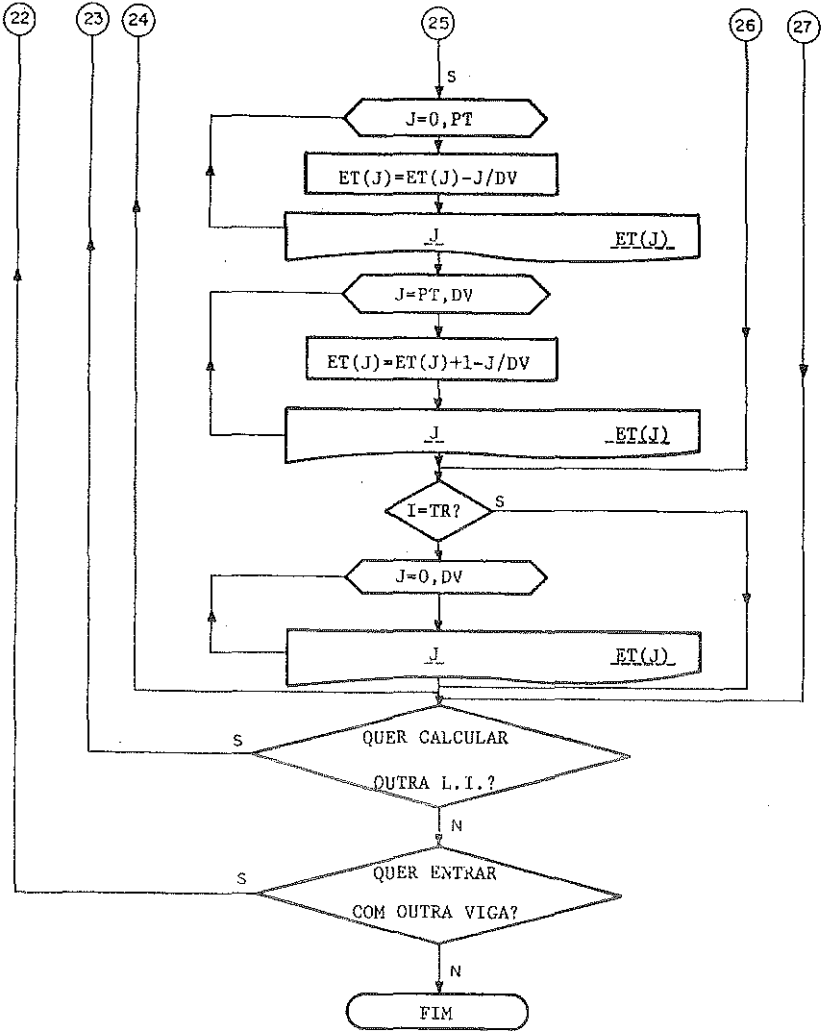 22 23 24 25 26 27
S
J=0,PT
ET(J)=ET(J)-J/DV
J ET(J)
J=PT,DV
ET(J)=ET(J)+1-J/DV
J ET(J)
I=TR? S
J=0,DV
J ET(J)
S QUER CALCULAR
OUTRA L.I.?
N
S QUER ENTRAR
COM OUTRA VIGA?
N
FIM